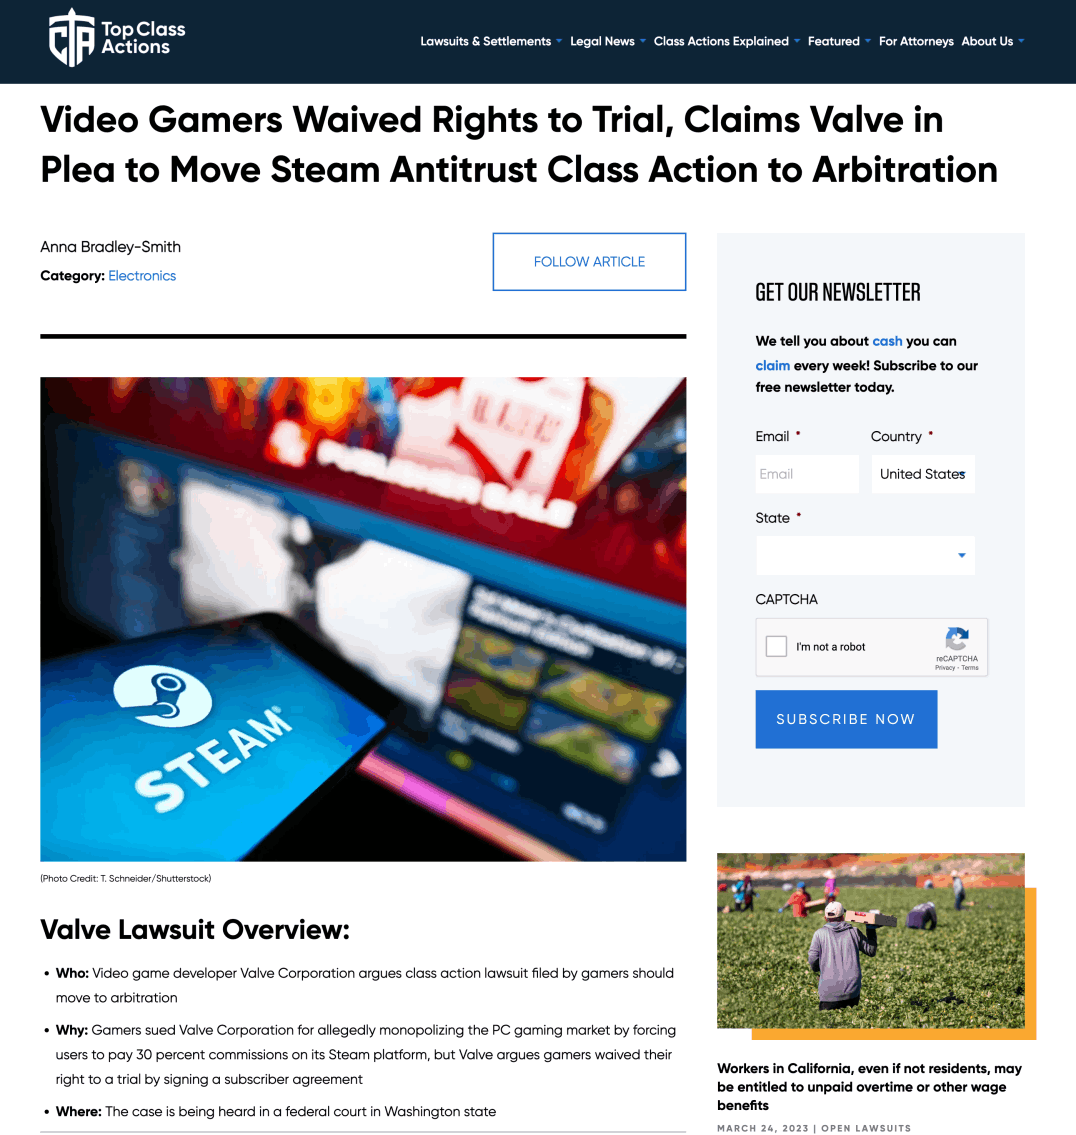 Top Class
Actions
Lawsuits & Settlements Legal News Class Actions Explained Featured For Attorneys About Us
Video Gamers Waived Rights to Trial, Claims Valve in
Plea to Move Steam Antitrust Class Action to Arbitration
Anna Bradley-Smith
Category: Electronics
FOLLOW ARTICLE
PUBLISHER SALE
STEAM®
(Photo Credit: T. Schneider/Shutterstock)
Valve Lawsuit Overview:
• Who: Video game developer Valve Corporation argues class action lawsuit filed by gamers should
move to arbitration
• Why: Gamers sued Valve Corporation for allegedly monopolizing the PC gaming market by forcing
users to pay 30 percent commissions on its Steam platform, but Valve argues gamers waived their
right to a trial by signing a subscriber agreement
• Where: The case is being heard in a federal court in Washington state
GET OUR NEWSLETTER
We tell you about cash you can
claim every week! Subscribe to our
free newsletter today.
Email * Country *
Email United States
State *
CAPTCHA
I'm not a robot
reCAPTCHA
Privacy - Terms
SUBSCRIBE NOW
Workers in California, even if not residents, may
be entitled to unpaid overtime or other wage
benefits
MARCH 24, 2023 | OPEN LAWSUITS